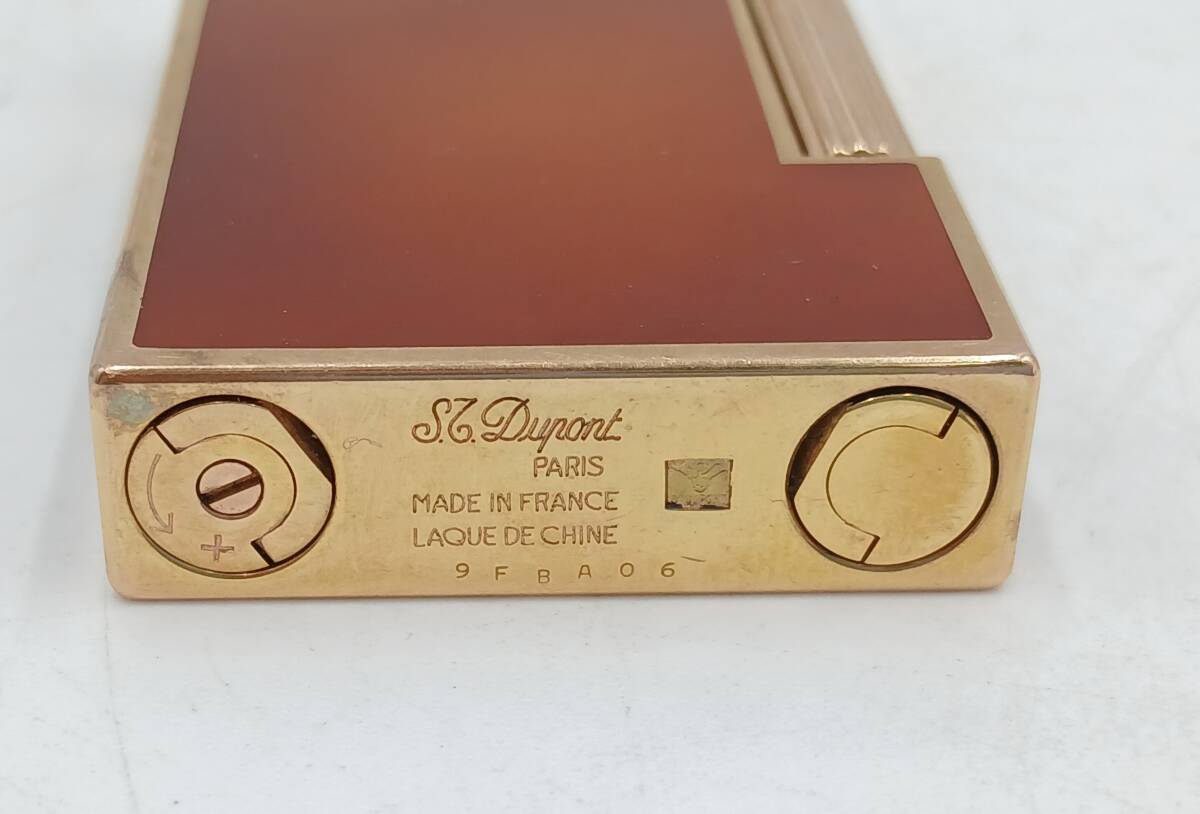 S.T. Dupont
PARIS
MADE IN FRANCE
LAQUE DE CHINE
9FBA06
+